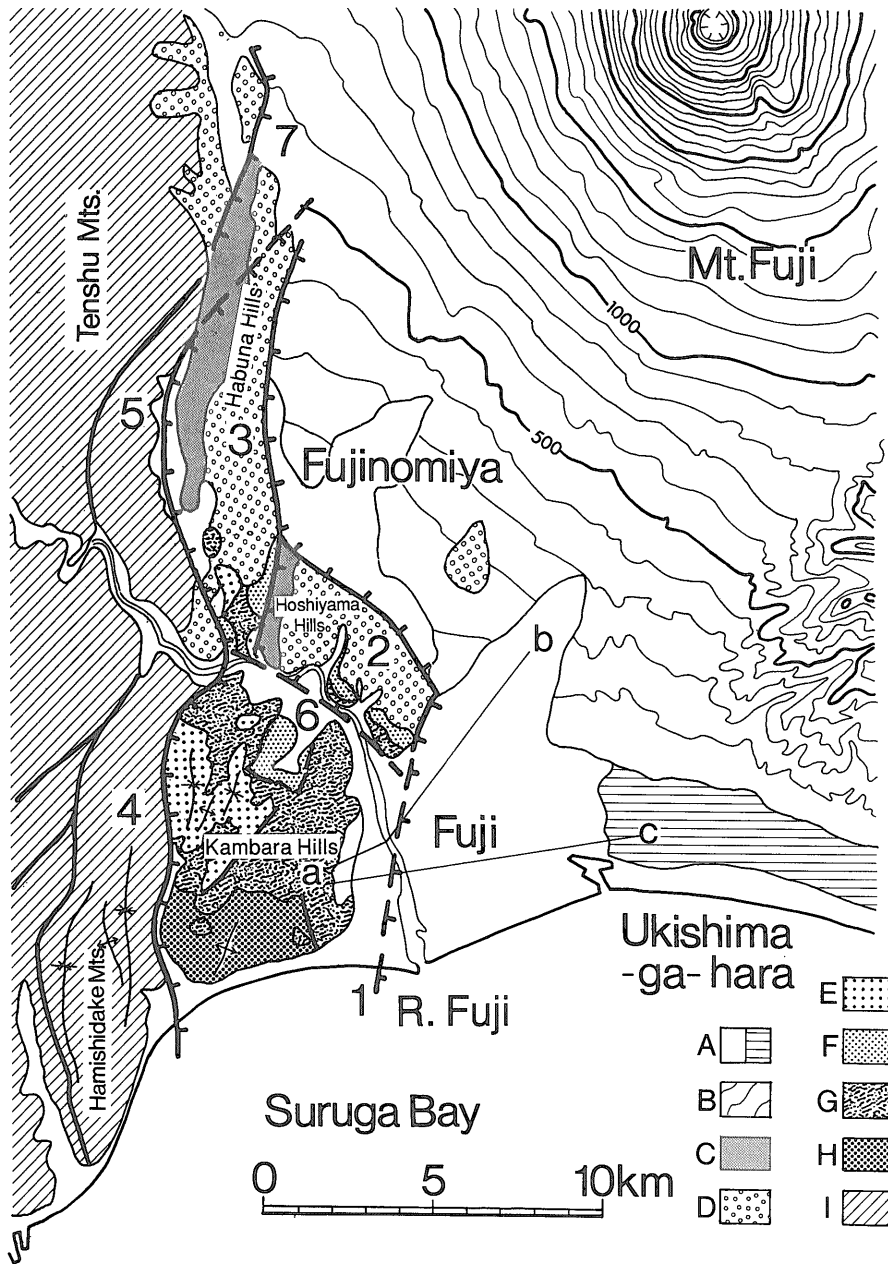 7
Tenshu Mts.
Mt.Fuji
1000
Habuna Hills
5
3
500
Fujinomiya
Hoshiyama
Hills
2
b
6
4
Fuji
c
Kambara Hills
a
Hamishidake Mts.
Ukishima
-ga-hara
1
R. Fuji
E
A
F
B
G
Suruga Bay
C
H
0 5 10km
D
I